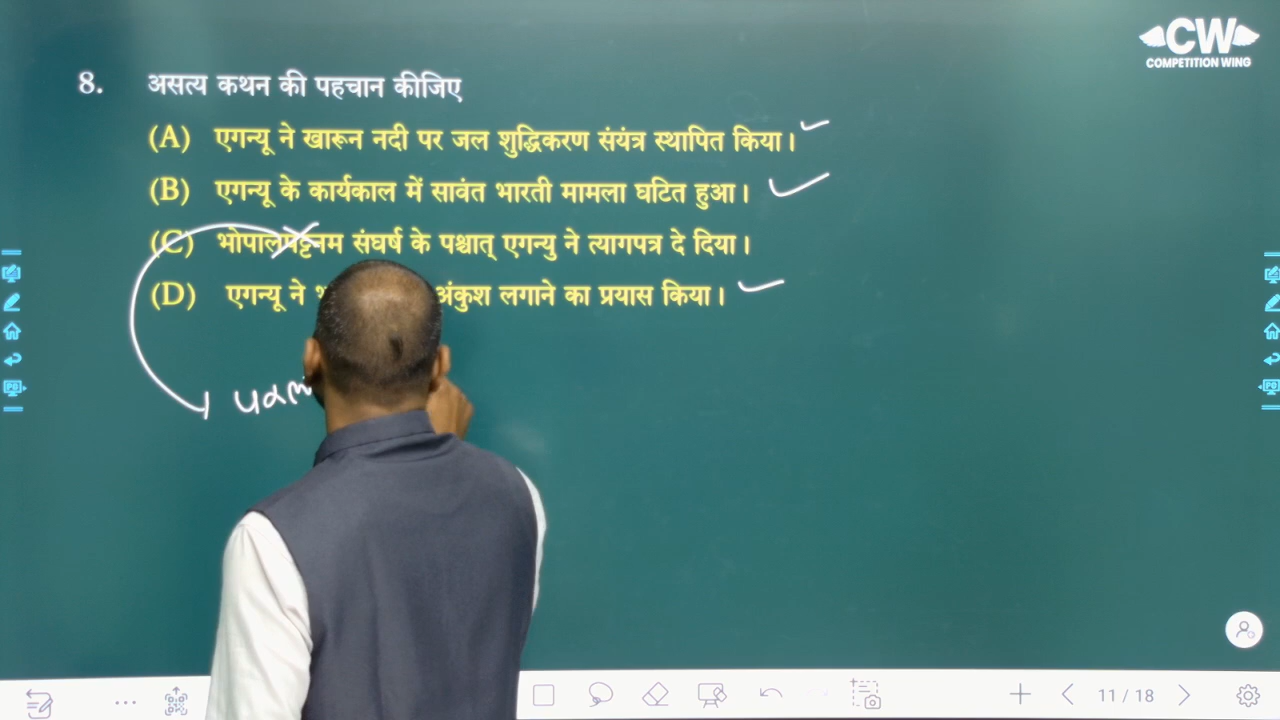 CW
COMPETITION WING
8. असत्य कथन की पहचान कीजिए
(A) एगन्यू ने खारून नदी पर जल शुद्धिकरण संयंत्र स्थापित किया।
(B) एगन्यू के कार्यकाल में सावंत भारती मामला घटित हुआ।
(C) भोपालपट्टनम संघर्ष के पश्चात् एगन्यु ने त्यागपत्र दे दिया।
(D) एगन्यू ने अंकुश लगाने का प्रयास किया।
11 / 18